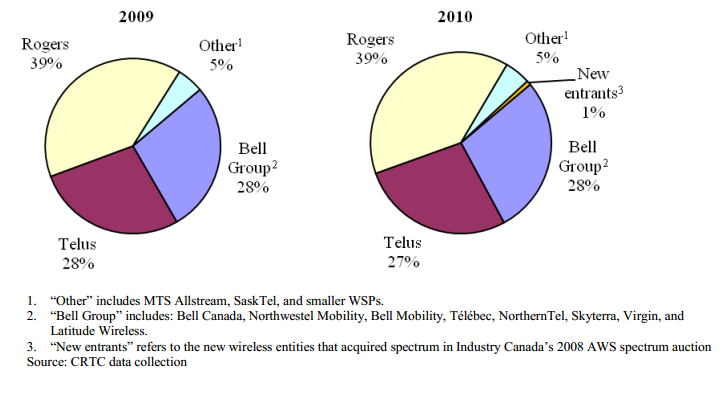 2009
Rogers
39%
Other¹
5%
Bell
Group²
28%
Telus
28%
2010
Rogers
39%
Other¹
5%
New
entrants³
1%
Bell
Group²
28%
Telus
27%
1. “Other” includes MTS Allstream, SaskTel, and smaller WSPs.
2. “Bell Group” includes: Bell Canada, Northwestel Mobility, Bell Mobility, Télébec, NorthernTel, Skyterra, Virgin, and
Latitude Wireless.
3. “New entrants” refers to the new wireless entities that acquired spectrum in Industry Canada’s 2008 AWS spectrum auction
Source: CRTC data collection